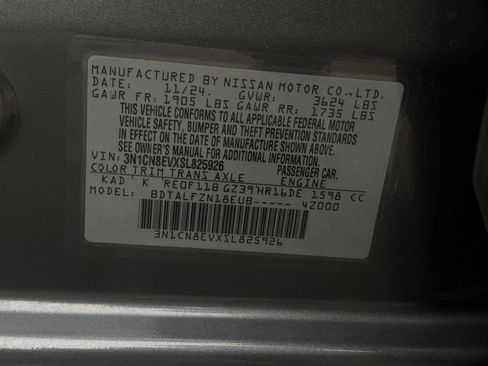 MANUFACTURED BY NISSAN MOTOR CO.,LTD.
DATE: 11/24. GVWR: 3624 LBS
GAWR FR: 1905 LBS GAWR RR: 1735 LBS
THIS VEHICLE CONFORMS TO ALL APPLICABLE FEDERAL MOTOR
VEHICLE SAFETY, BUMPER AND THEFT PREVENTION STANDARDS
IN EFFECT ON THE DATE OF MANUFACTURE SHOWN ABOVE.
SEE OWNER'S MANUAL FOR ADDITIONAL INFORMATION.
VIN: 3N1CN8EVXSL825926 PASSENGER CAR.
COLOR TRIM TRANS AXLE ENGINE
KAD K RE0F11B GZ39 HR16DE 1598 CC
MODEL: BDTALFZN18EUB----- 4Z000
3N1CN8EVXSL825926